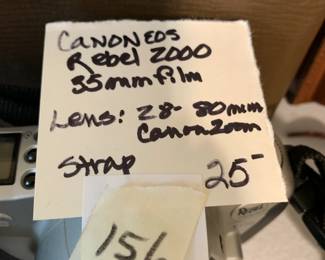 CANON EOS
Rebel 2000
35mm film
Lens: 28-80mm
Canon Zoom
Strap 25-
156